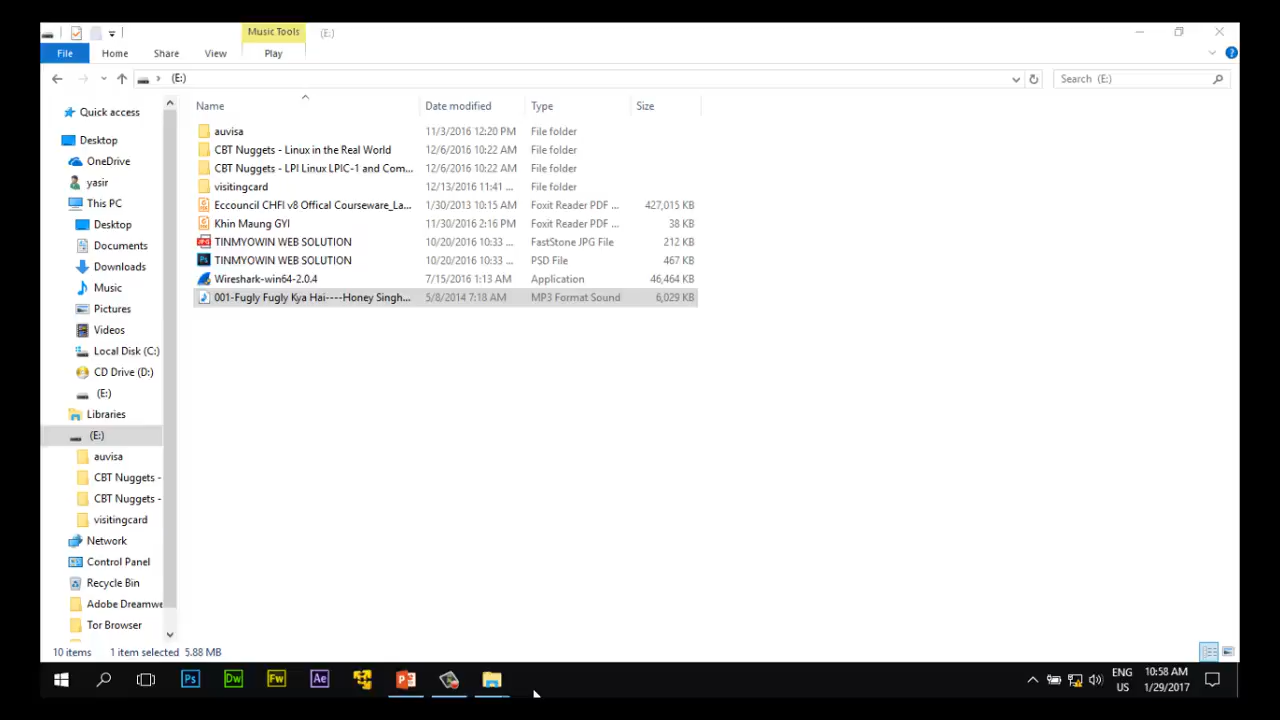 Music Tools (E:)
File Home Share View Play
(E:) Search (E:)
Name Date modified Type Size
auvisa 11/3/2016 12:20 PM File folder
CBT Nuggets - Linux in the Real World 12/6/2016 10:22 AM File folder
CBT Nuggets - LPI Linux LPIC-1 and Com... 12/6/2016 10:22 AM File folder
visitingcard 12/13/2016 11:41 ... File folder
Eccouncil CHFI v8 Offical Courseware_La... 1/30/2013 10:15 AM Foxit Reader PDF ... 427,015 KB
Khin Maung GYI 11/30/2016 2:16 PM Foxit Reader PDF ... 38 KB
TINMYOWIN WEB SOLUTION 10/20/2016 10:33 ... FastStone JPG File 212 KB
TINMYOWIN WEB SOLUTION 10/20/2016 10:33 ... PSD File 467 KB
Wireshark-win64-2.0.4 7/15/2016 1:13 AM Application 46,464 KB
001-Fugly Fugly Kya Hai----Honey Singh... 5/8/2014 7:18 AM MP3 Format Sound 6,029 KB
Quick access
Desktop
OneDrive
yasir
This PC
Desktop
Documents
Downloads
Music
Pictures
Videos
Local Disk (C:)
CD Drive (D:)
(E:)
Libraries
(E:)
auvisa
CBT Nuggets -
CBT Nuggets -
visitingcard
Network
Control Panel
Recycle Bin
Adobe Dreamwe
Tor Browser
10 items 1 item selected 5.88 MB
Ps Dw Fw Ae
ENG 10:58 AM
US 1/29/2017